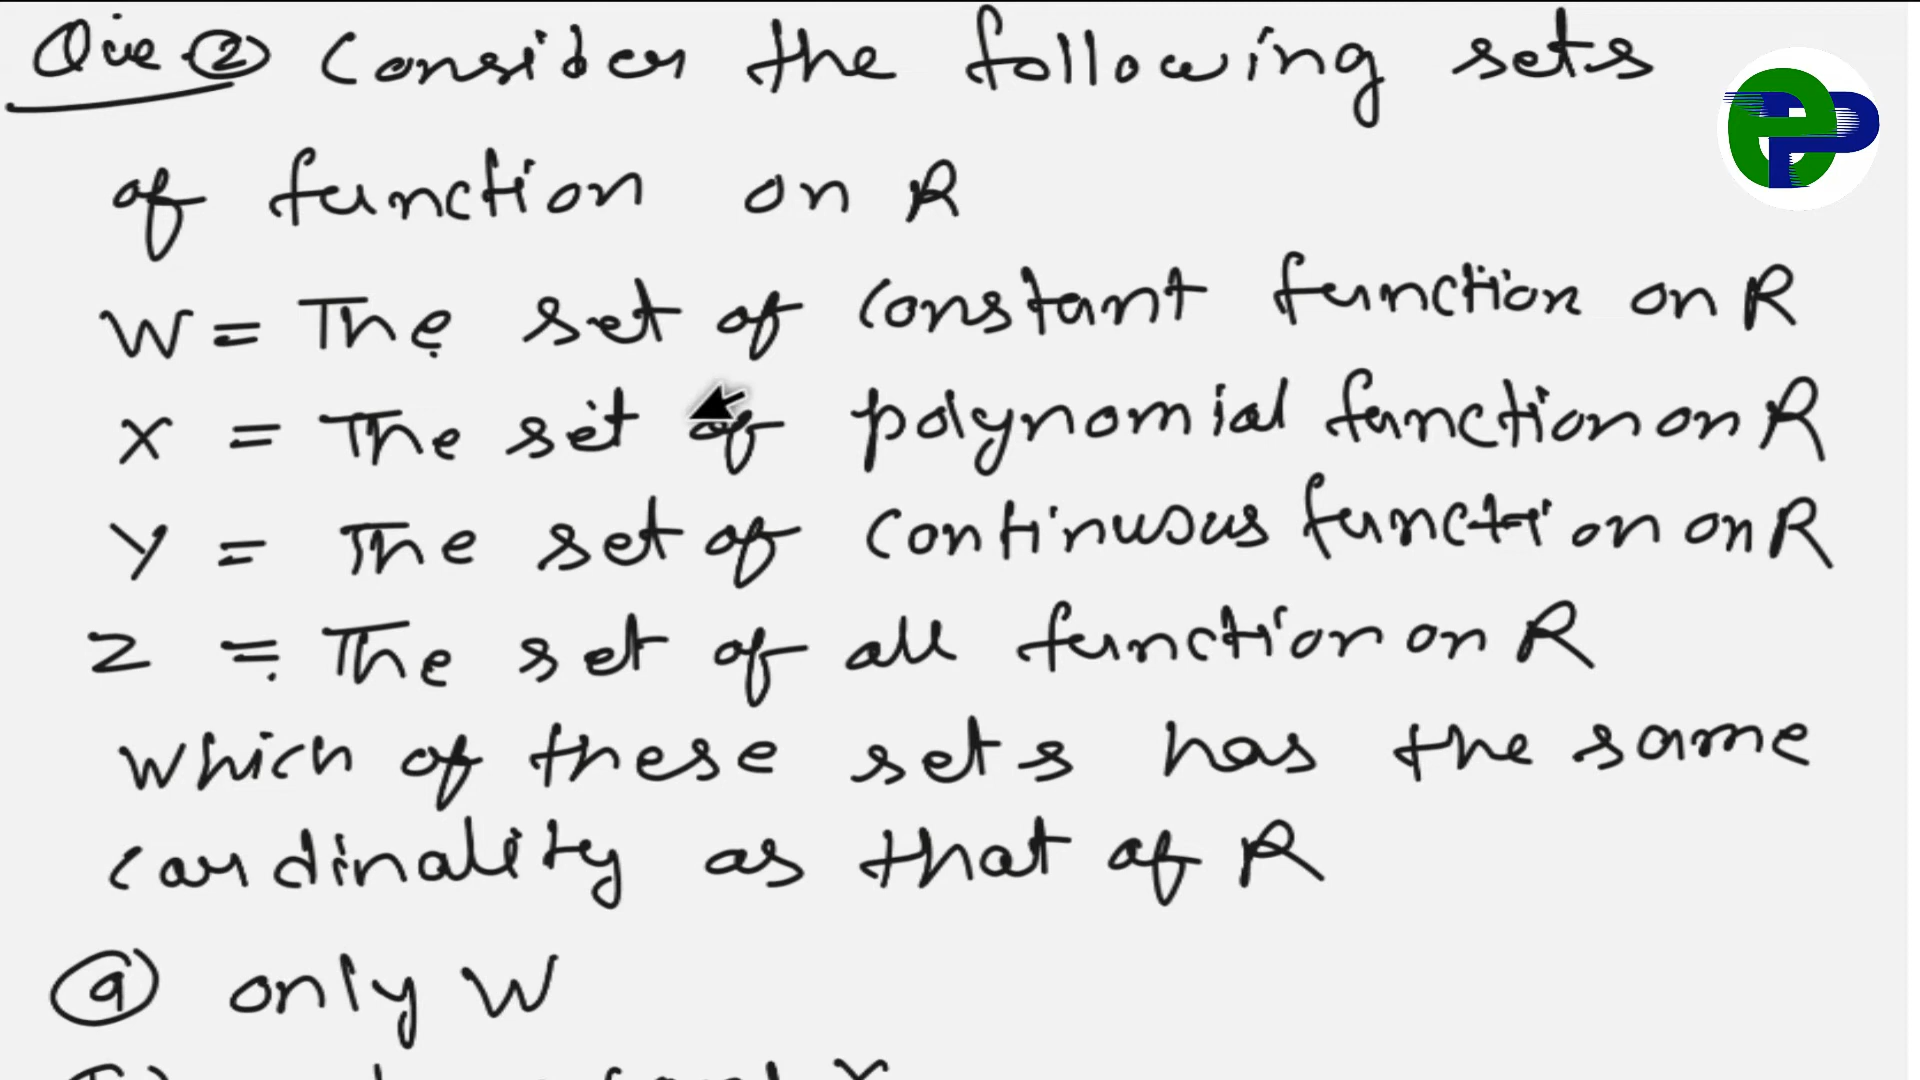 Que ② Consider the following sets
of function on R
W = The set of constant function on R
X = The set of polynomial function on R
Y = The set of continuous function on R
Z = The set of all function on R
which of these sets has the same
cardinality as that of R
ⓐ only W
eP